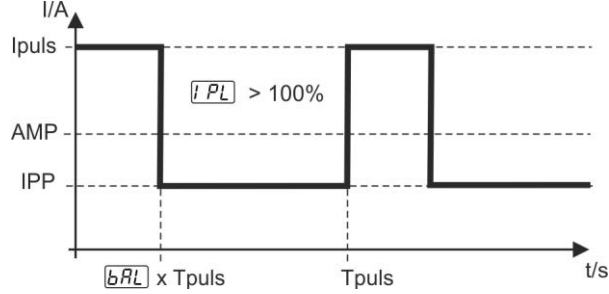 I/A
Ipuls
IPL > 100%
AMP
IPP
bAL x Tpuls
Tpuls
t/s